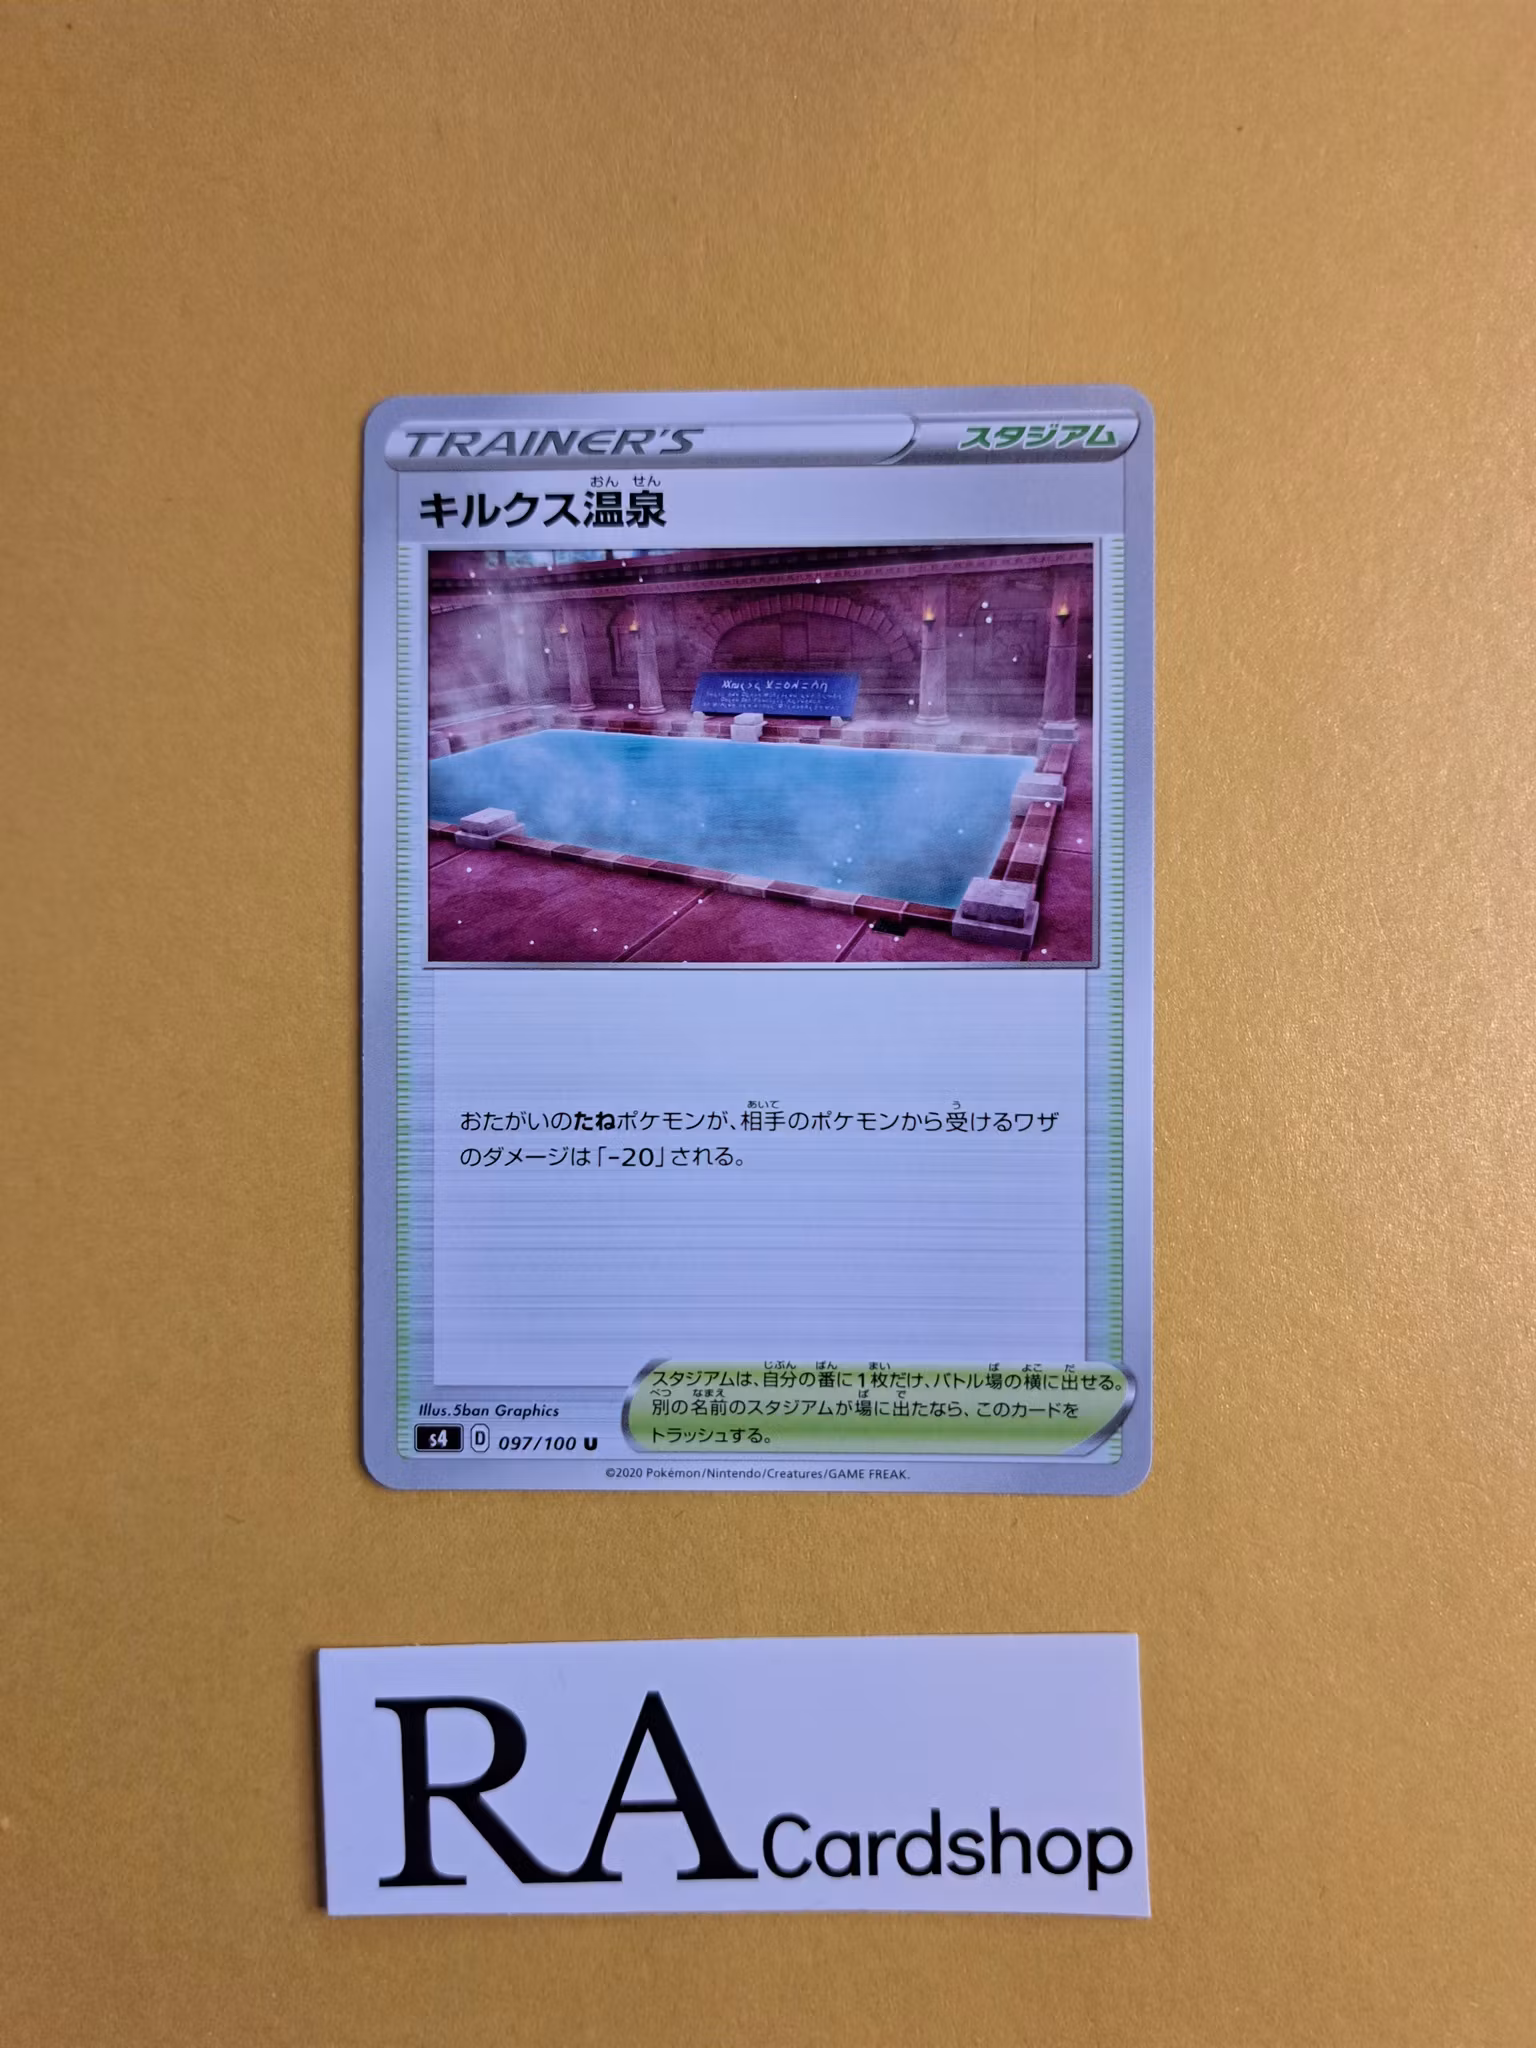 TRAINER'S
スタジアム
おんせん
キルクス温泉
あいて
う
おたがいのたねポケモンが、相手のポケモンから受けるワザ
のダメージは「-20」される。
じぶん ばん まい ば よこ だ
スタジアムは、自分の番に1枚だけ、バトル場の横に出せる。
べつ なまえ ば で
別の名前のスタジアムが場に出たなら、このカードを
トラッシュする。
Illus.5ban Graphics
s4 D 097/100 U
©2020 Pokémon/Nintendo/Creatures/GAME FREAK.
RA Cardshop